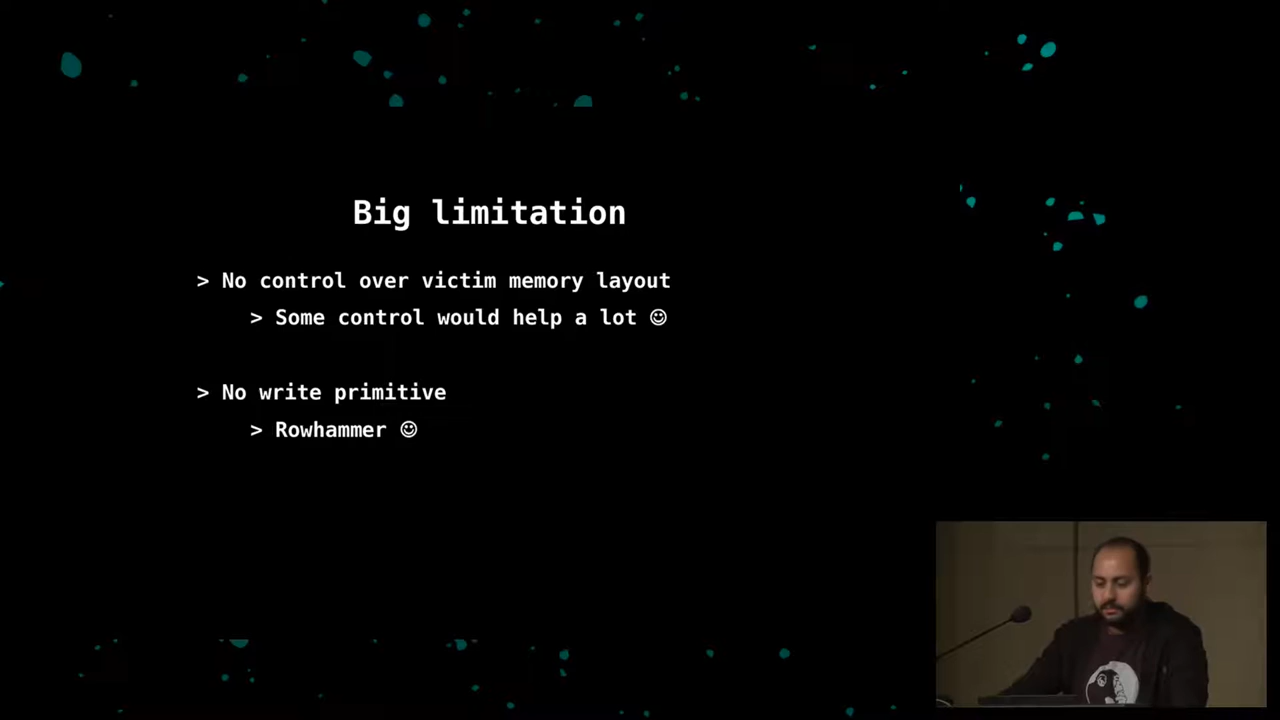 Big limitation
> No control over victim memory layout
> Some control would help a lot ☺
> No write primitive
> Rowhammer ☺